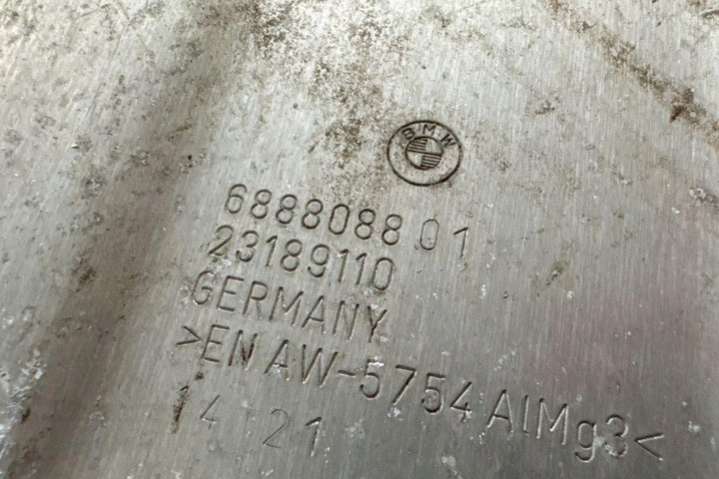 BMW
6888088 01
23189110
GERMANY
>EN AW-5754 AlMg3<
14 21